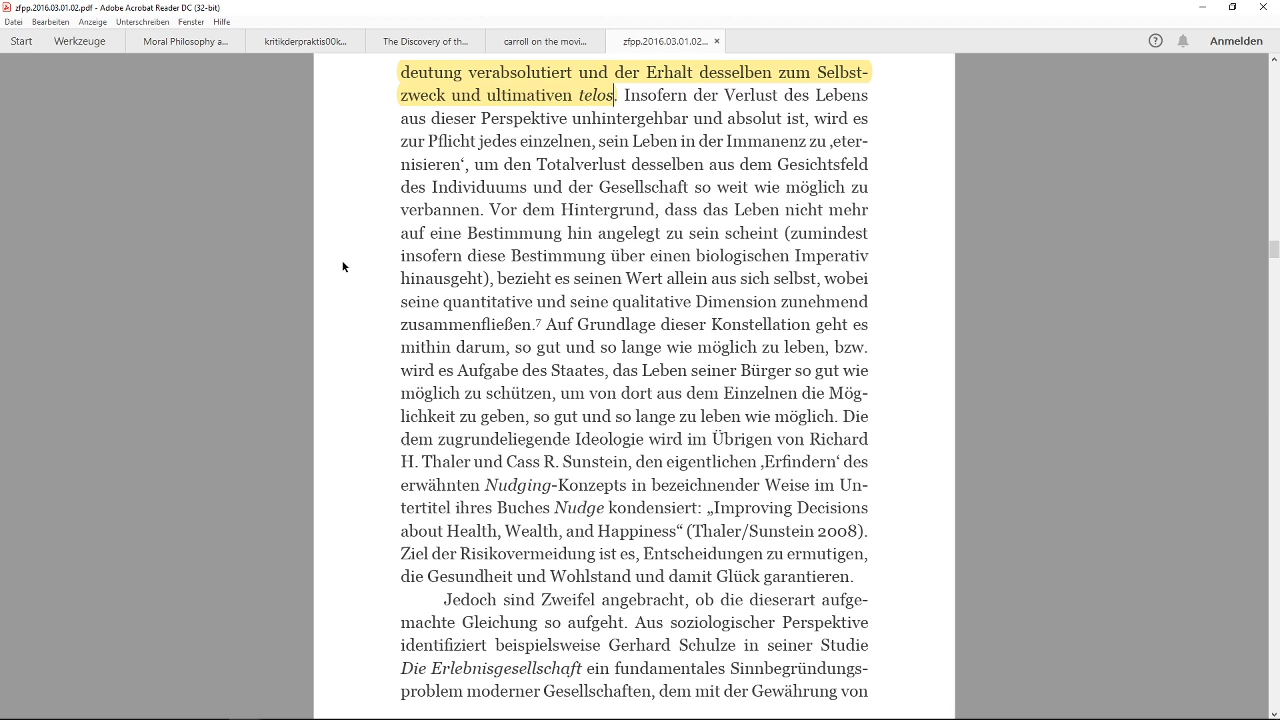 zfpp.2016.03.01.02.pdf - Adobe Acrobat Reader DC (32-bit)
Datei Bearbeiten Anzeige Unterschreiben Fenster Hilfe
Start Werkzeuge Moral Philosophy a... kritikderpraktis00k... The Discovery of th... carroll on the movi... zfpp.2016.03.01.02... × Anmelden
deutung verabsolutiert und der Erhalt desselben zum Selbst-
zweck und ultimativen telos. Insofern der Verlust des Lebens
aus dieser Perspektive unhintergehbar und absolut ist, wird es
zur Pflicht jedes einzelnen, sein Leben in der Immanenz zu ‚eter-
nisieren‘, um den Totalverlust desselben aus dem Gesichtsfeld
des Individuums und der Gesellschaft so weit wie möglich zu
verbannen. Vor dem Hintergrund, dass das Leben nicht mehr
auf eine Bestimmung hin angelegt zu sein scheint (zumindest
insofern diese Bestimmung über einen biologischen Imperativ
hinausgeht), bezieht es seinen Wert allein aus sich selbst, wobei
seine quantitative und seine qualitative Dimension zunehmend
zusammenfließen.⁷ Auf Grundlage dieser Konstellation geht es
mithin darum, so gut und so lange wie möglich zu leben, bzw.
wird es Aufgabe des Staates, das Leben seiner Bürger so gut wie
möglich zu schützen, um von dort aus dem Einzelnen die Mög-
lichkeit zu geben, so gut und so lange zu leben wie möglich. Die
dem zugrundeliegende Ideologie wird im Übrigen von Richard
H. Thaler und Cass R. Sunstein, den eigentlichen ‚Erfindern‘ des
erwähnten Nudging-Konzepts in bezeichnender Weise im Un-
tertitel ihres Buches Nudge kondensiert: „Improving Decisions
about Health, Wealth, and Happiness“ (Thaler/Sunstein 2008).
Ziel der Risikovermeidung ist es, Entscheidungen zu ermutigen,
die Gesundheit und Wohlstand und damit Glück garantieren.
Jedoch sind Zweifel angebracht, ob die dieserart aufge-
machte Gleichung so aufgeht. Aus soziologischer Perspektive
identifiziert beispielsweise Gerhard Schulze in seiner Studie
Die Erlebnisgesellschaft ein fundamentales Sinnbegründungs-
problem moderner Gesellschaften, dem mit der Gewährung von